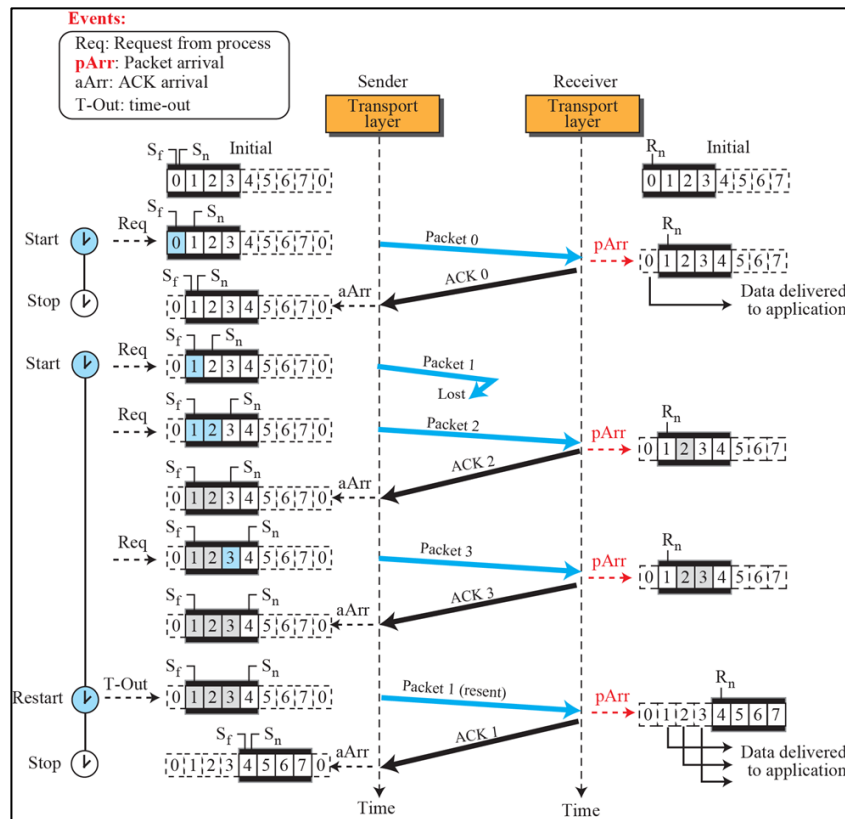 Events:
Req: Request from process
pArr: Packet arrival
aArr: ACK arrival
T-Out: time-out
Sender
Transport
layer
Receiver
Transport
layer
Sf Sn Initial
0 1 2 3 4 5 6 7 0
Rn Initial
0 1 2 3 4 5 6 7
Start
Req
Sf Sn
0 1 2 3 4 5 6 7 0
Packet 0
pArr
Rn
0 1 2 3 4 5 6 7
Data delivered
to application
Stop
Sf Sn
0 1 2 3 4 5 6 7 0
aArr
ACK 0
Start
Req
Sf Sn
0 1 2 3 4 5 6 7 0
Packet 1
Lost
Req
Sf Sn
0 1 2 3 4 5 6 7 0
Packet 2
pArr
Rn
0 1 2 3 4 5 6 7
Sf Sn
0 1 2 3 4 5 6 7 0
aArr
ACK 2
Req
Sf Sn
0 1 2 3 4 5 6 7 0
Packet 3
pArr
Rn
0 1 2 3 4 5 6 7
Sf Sn
0 1 2 3 4 5 6 7 0
aArr
ACK 3
Restart
T-Out
Sf Sn
0 1 2 3 4 5 6 7 0
Packet 1 (resent)
pArr
Rn
0 1 2 3 4 5 6 7
Data delivered
to application
Stop
Sf Sn
0 1 2 3 4 5 6 7 0
aArr
ACK 1
Time
Time